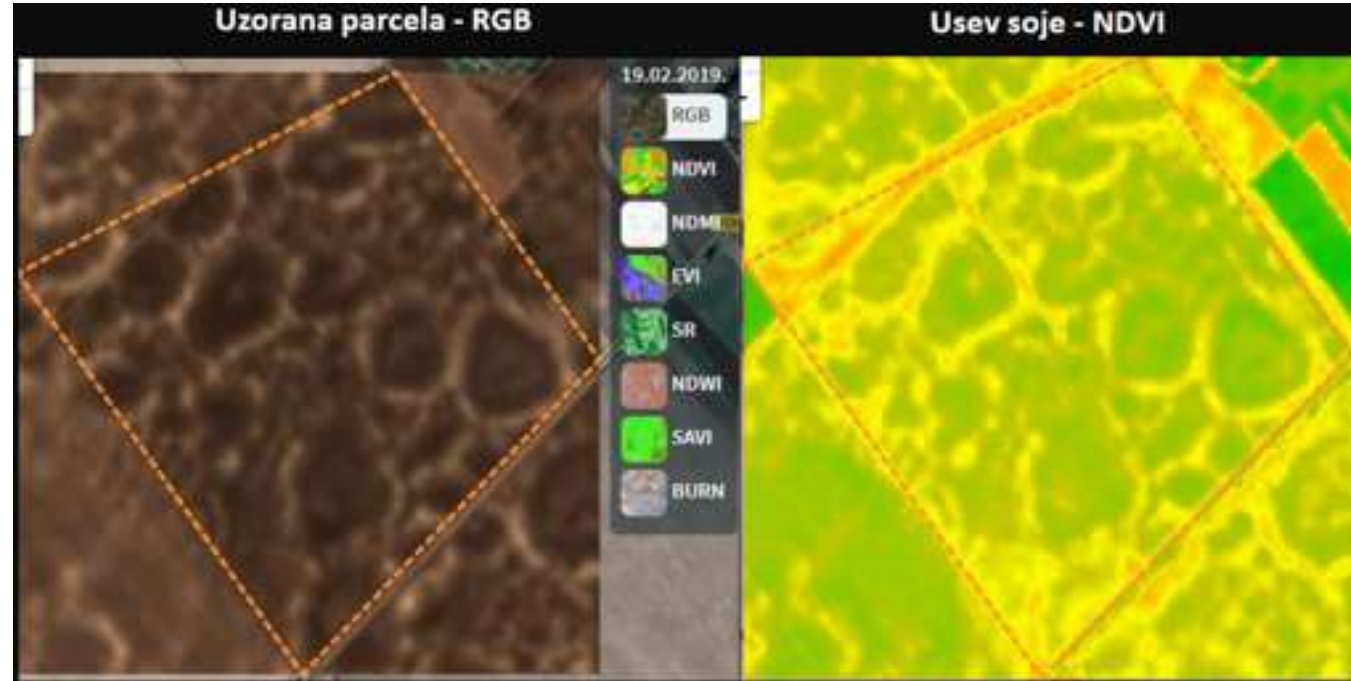 Uzorana parcela - RGB
Usev soje - NDVI
19.02.2019.
RGB
NDVI
NDMI
EVI
SR
NDWI
SAVI
BURN